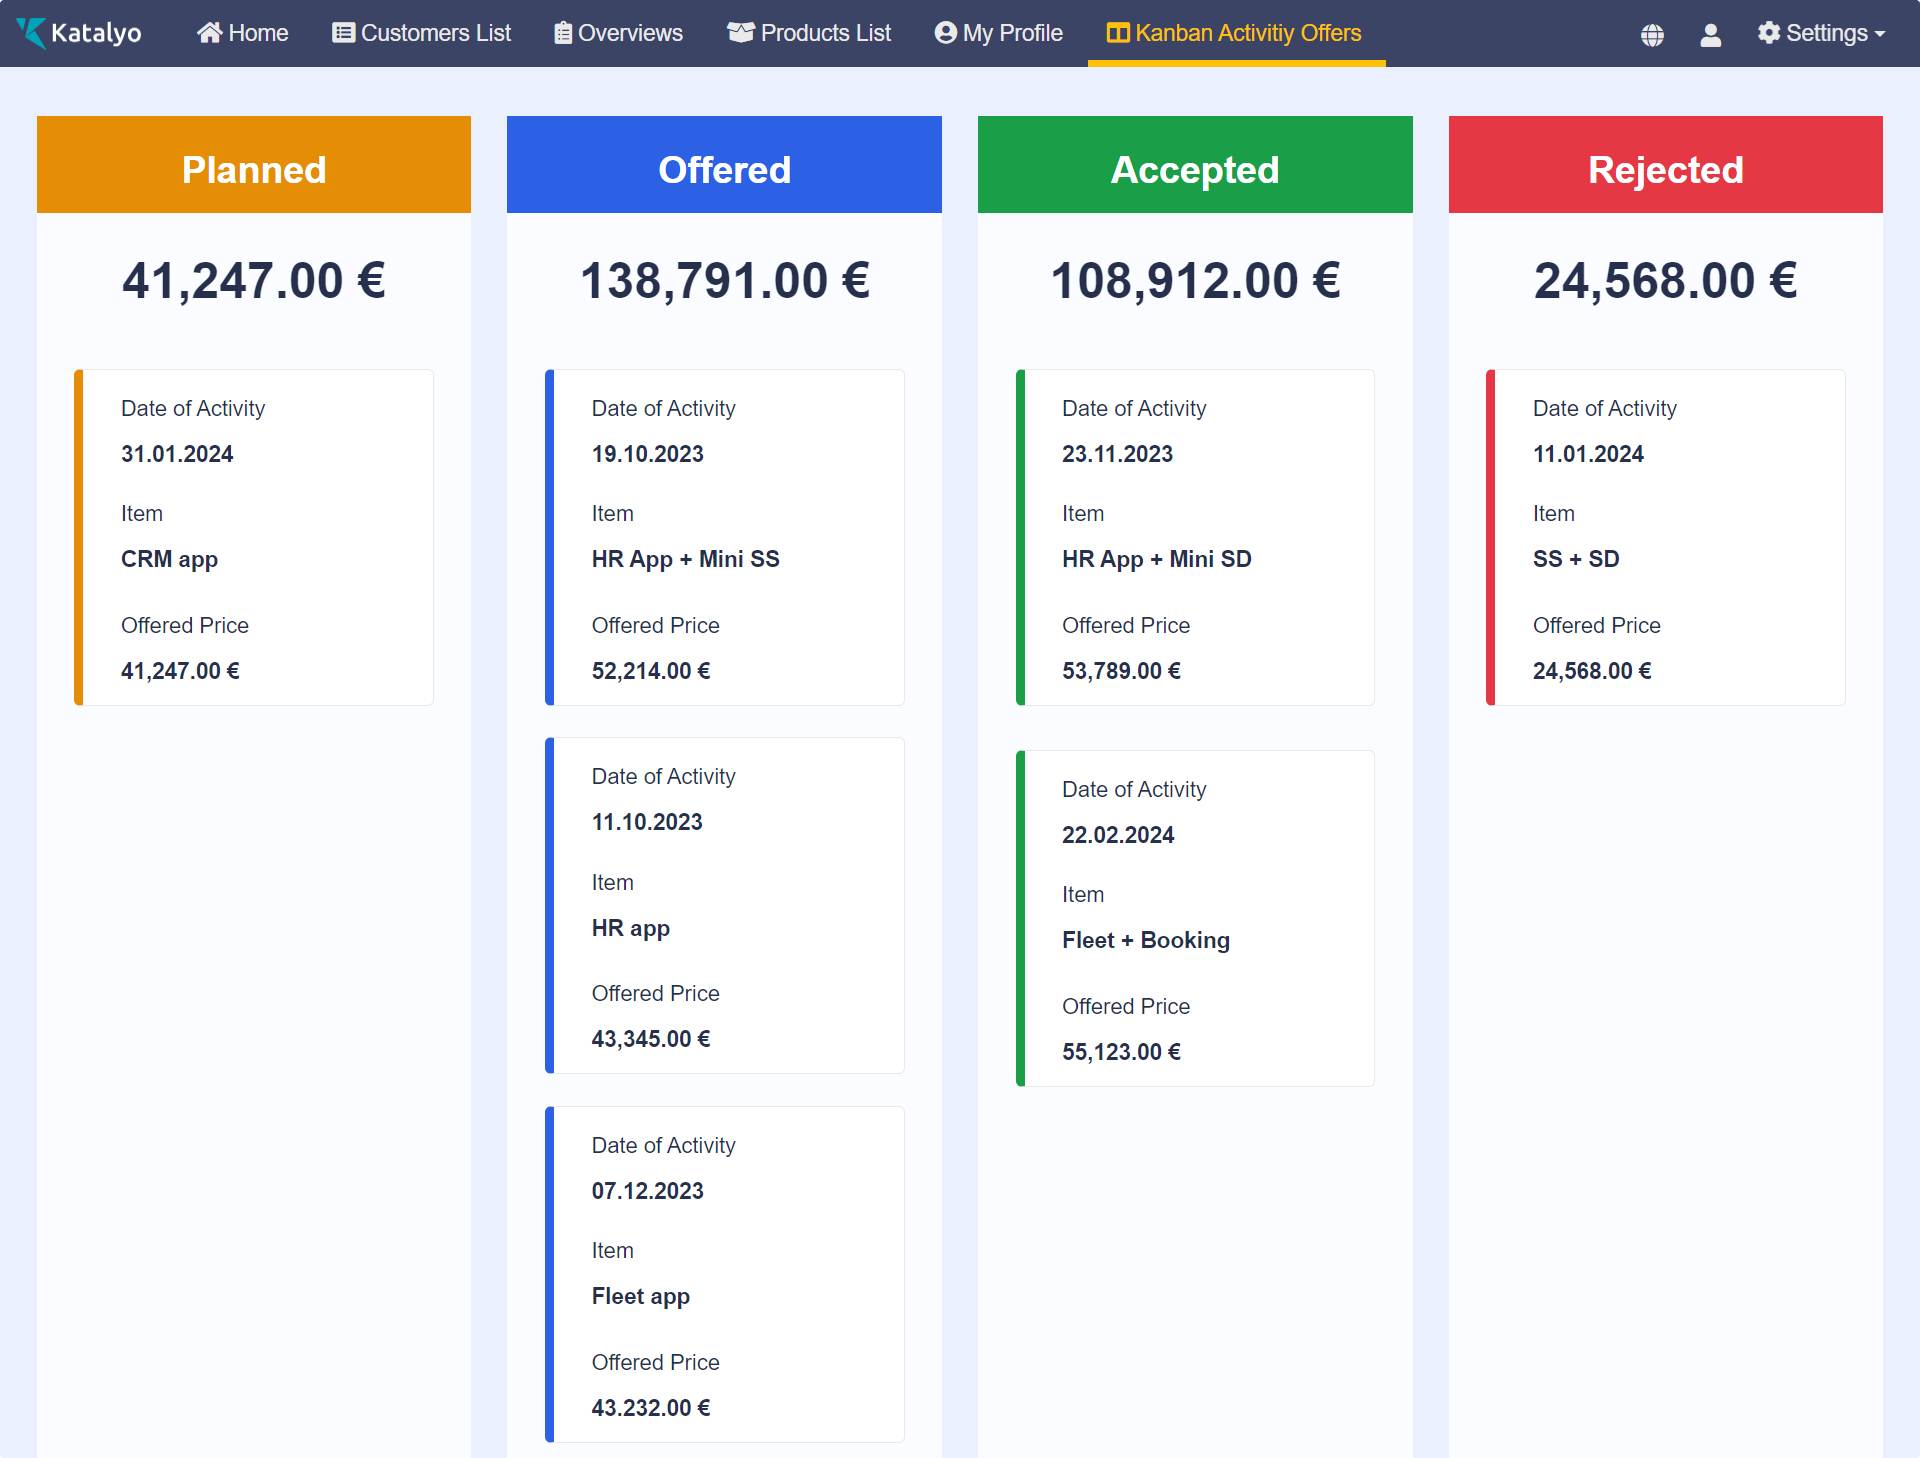 Katalyo
Home
Customers List
Overviews
Products List
My Profile
Kanban Activitiy Offers
Settings
Planned
41,247.00 €
Date of Activity
31.01.2024
Item
CRM app
Offered Price
41,247.00 €
Offered
138,791.00 €
Date of Activity
19.10.2023
Item
HR App + Mini SS
Offered Price
52,214.00 €
Date of Activity
11.10.2023
Item
HR app
Offered Price
43,345.00 €
Date of Activity
07.12.2023
Item
Fleet app
Offered Price
43.232.00 €
Accepted
108,912.00 €
Date of Activity
23.11.2023
Item
HR App + Mini SD
Offered Price
53,789.00 €
Date of Activity
22.02.2024
Item
Fleet + Booking
Offered Price
55,123.00 €
Rejected
24,568.00 €
Date of Activity
11.01.2024
Item
SS + SD
Offered Price
24,568.00 €